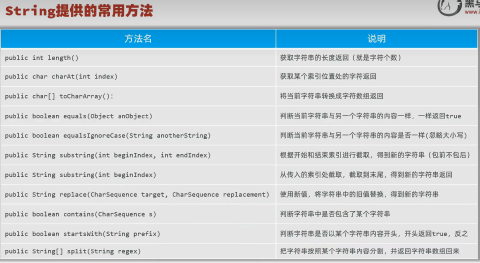 String提供的常用方法
黑马
www.i
方法名 说明
public int length() 获取字符串的长度返回（就是字符个数）
public char charAt(int index) 获取某个索引位置处的字符返回
public char[] toCharArray()： 将当前字符串转换成字符数组返回
public boolean equals(Object anObject) 判断当前字符串与另一个字符串的内容一样，一样返回true
public boolean equalsIgnoreCase(String anotherString) 判断当前字符串与另一个字符串的内容是否一样(忽略大小写)
public String substring(int beginIndex, int endIndex) 根据开始和结束索引进行截取，得到新的字符串（包前不包后）
public String substring(int beginIndex) 从传入的索引处截取，截取到末尾，得到新的字符串返回
public String replace(CharSequence target, CharSequence replacement) 使用新值，将字符串中的旧值替换，得到新的字符串
public boolean contains(CharSequence s) 判断字符串中是否包含了某个字符串
public boolean startsWith(String prefix) 判断字符串是否以某个字符串内容开头，开头返回true，反之
public String[] split(String regex) 把字符串按照某个字符串内容分割，并返回字符串数组回来